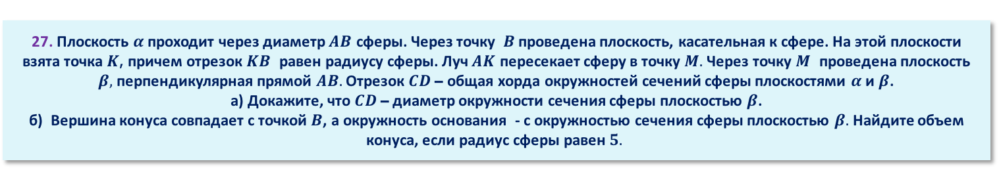 27. Плоскость α проходит через диаметр AB сферы. Через точку B проведена плоскость, касательная к сфере. На этой плоскости
взята точка K, причем отрезок KB равен радиусу сферы. Луч AK пересекает сферу в точку M. Через точку M проведена плоскость
β, перпендикулярная прямой AB. Отрезок CD – общая хорда окружностей сечений сферы плоскостями α и β.
а) Докажите, что CD – диаметр окружности сечения сферы плоскостью β.
б) Вершина конуса совпадает с точкой B, а окружность основания - с окружностью сечения сферы плоскостью β. Найдите объем
конуса, если радиус сферы равен 5.